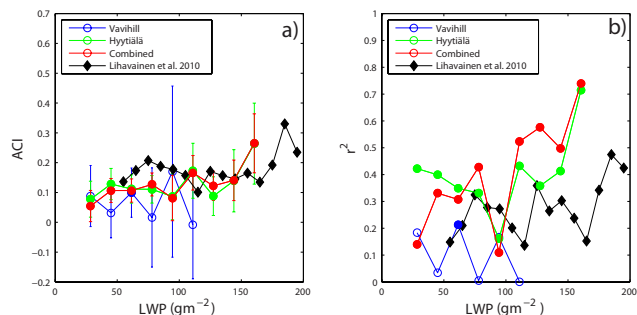 a)
Vavihill
Hyytiälä
Combined
Lihavainen et al. 2010
ACI
0.7
0.6
0.5
0.4
0.3
0.2
0.1
0
−0.1
−0.2
0 50 100 150 200
LWP (gm−2)
b)
Vavihill
Hyytiälä
Combined
Lihavainen et al. 2010
r2
1
0.9
0.8
0.7
0.6
0.5
0.4
0.3
0.2
0.1
0
0 50 100 150 200
LWP (gm−2)